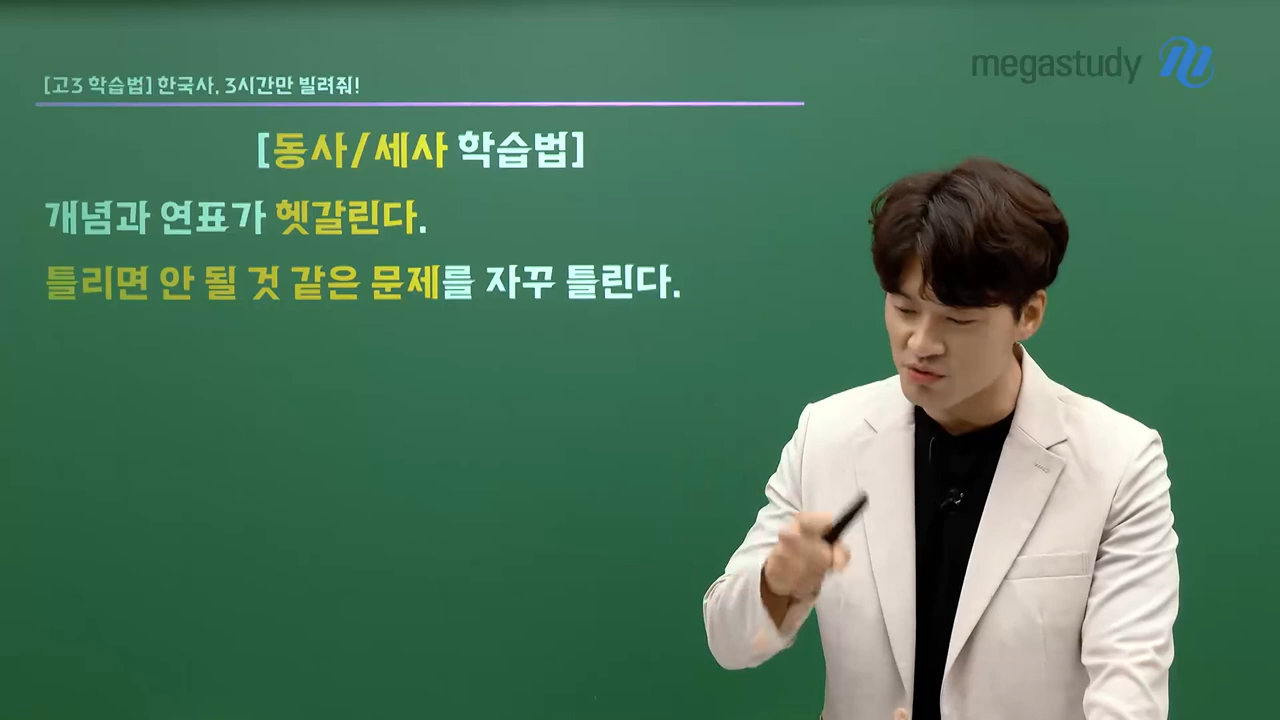 [고3 학습법] 한국사, 3시간만 빌려줘!
megastudy
[동사/세사 학습법]
개념과 연표가 헷갈린다.
틀리면 안 될 것 같은 문제를 자꾸 틀린다.